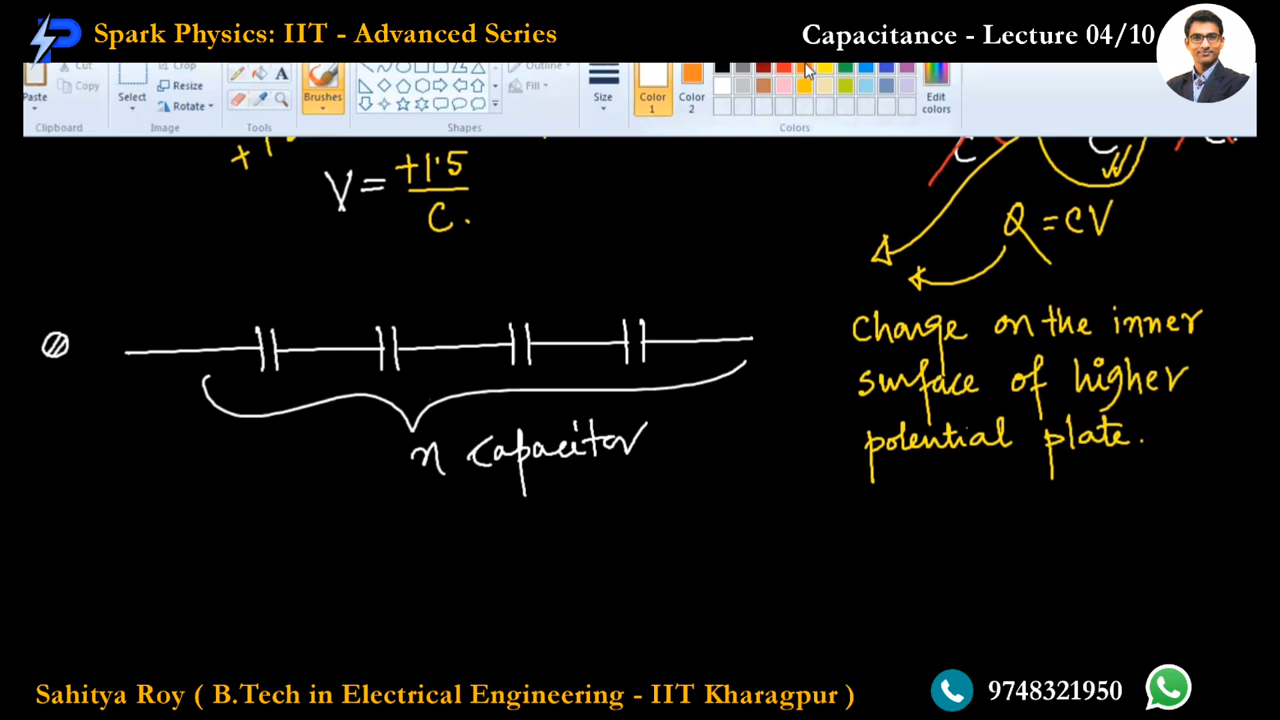 Spark Physics: IIT - Advanced Series
Capacitance - Lecture 04/10
Paste
Cut
Copy
Clipboard
Select
Crop
Resize
Rotate
Image
A
Tools
Brushes
Shapes
Outline
Fill
Size
Color 1
Color 2
Edit colors
Colors
V = +1.5
C.
C
C
Q = CV
n capacitor
Charge on the inner
surface of higher
potential plate.
Sahitya Roy ( B.Tech in Electrical Engineering - IIT Kharagpur )
9748321950